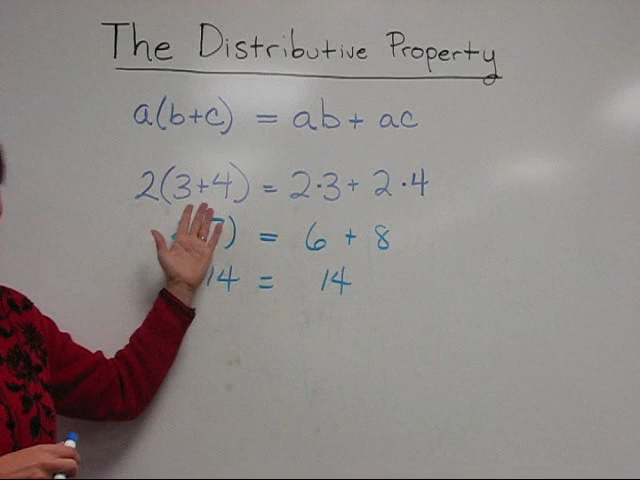 The Distributive Property
a(b+c) = ab + ac
2(3+4) = 2·3 + 2·4
) = 6 + 8
14 = 14